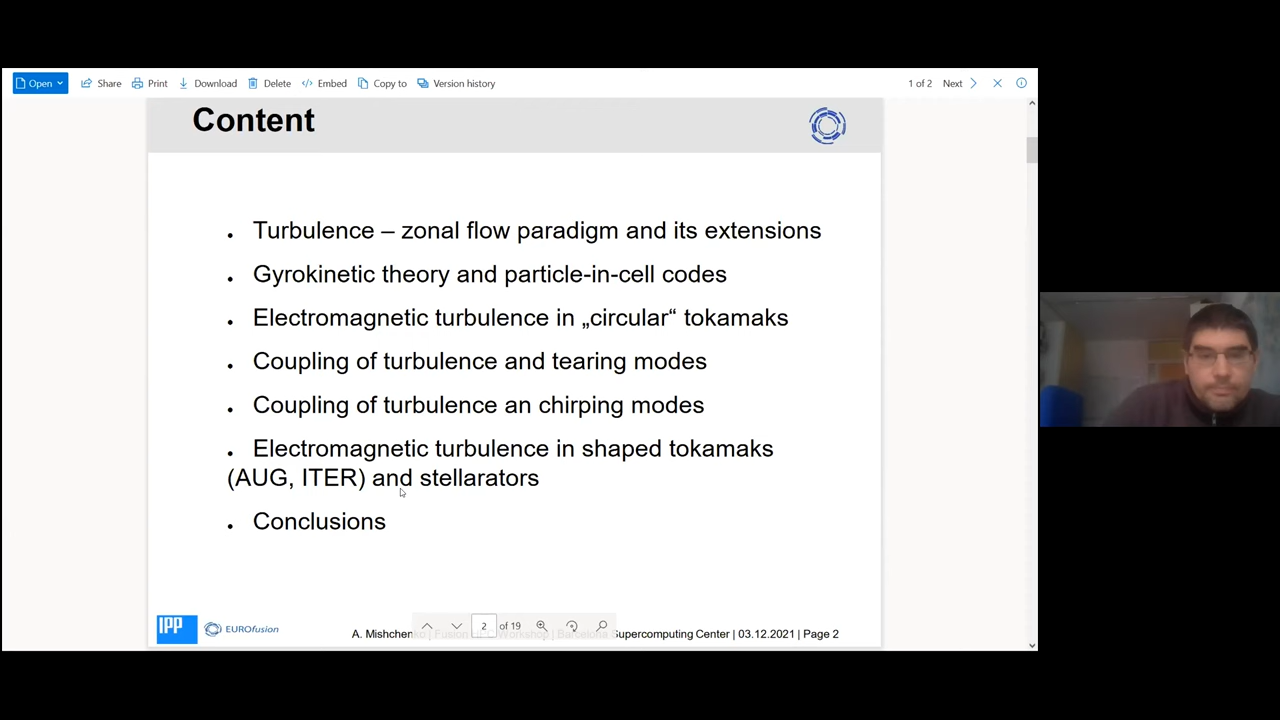 Open Share Print Download Delete Embed Copy to Version history 1 of 2 Next
Content
Turbulence – zonal flow paradigm and its extensions
Gyrokinetic theory and particle-in-cell codes
Electromagnetic turbulence in „circular“ tokamaks
Coupling of turbulence and tearing modes
Coupling of turbulence an chirping modes
Electromagnetic turbulence in shaped tokamaks
(AUG, ITER) and stellarators
Conclusions
IPP EUROfusion
2 of 19
A. Mishchenko | Fusion HPC Workshop | Barcelona Supercomputing Center | 03.12.2021 | Page 2